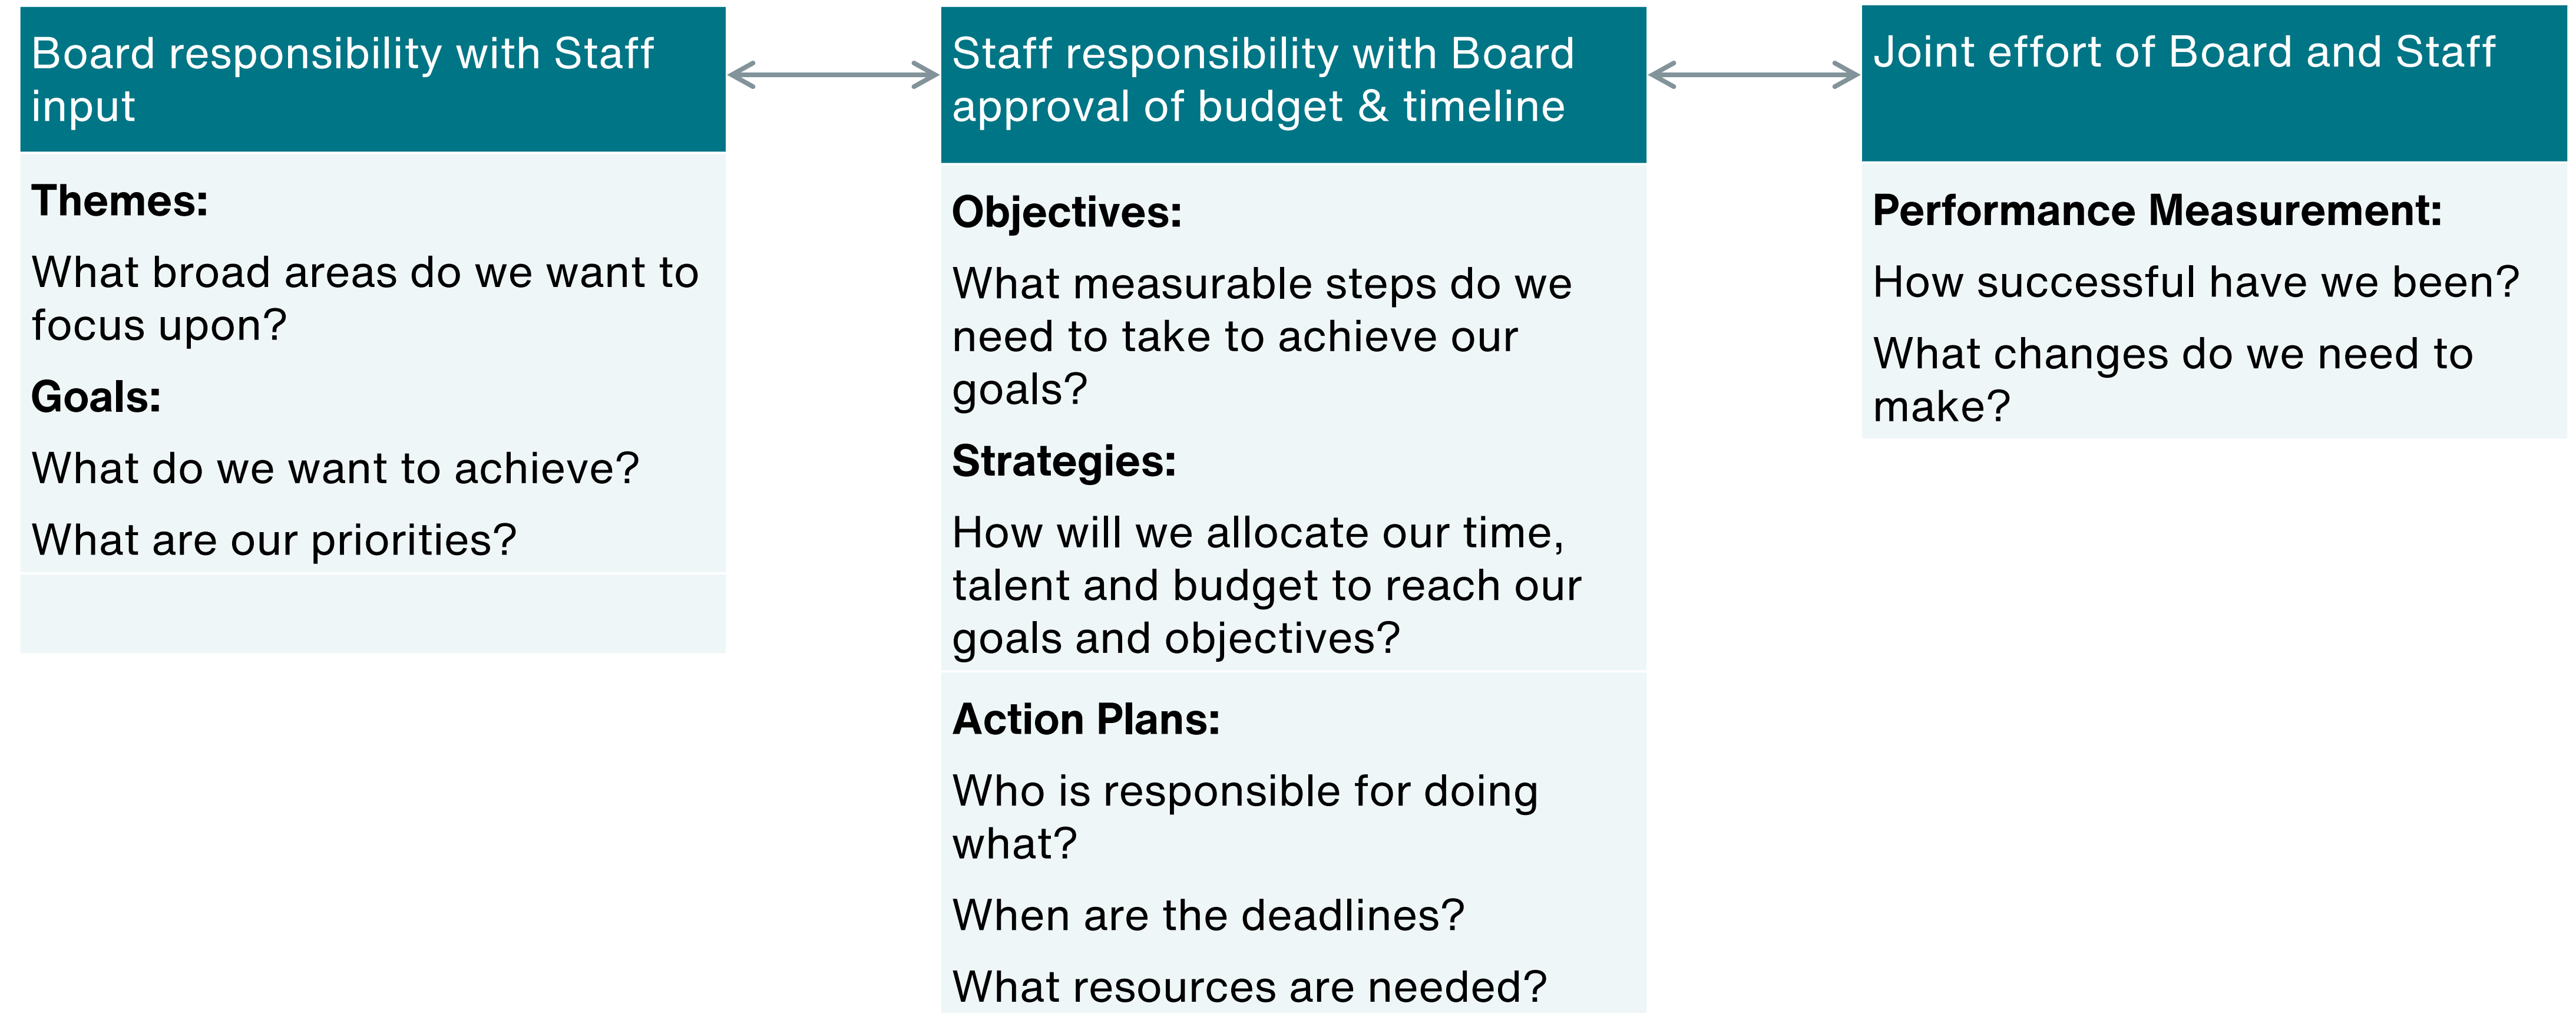 Board responsibility with Staff
input
Themes:
What broad areas do we want to
focus upon?
Goals:
What do we want to achieve?
What are our priorities?
Staff responsibility with Board
approval of budget & timeline
Objectives:
What measurable steps do we
need to take to achieve our
goals?
Strategies:
How will we allocate our time,
talent and budget to reach our
goals and objectives?
Action Plans:
Who is responsible for doing
what?
When are the deadlines?
What resources are needed?
Joint effort of Board and Staff
Performance Measurement:
How successful have we been?
What changes do we need to
make?